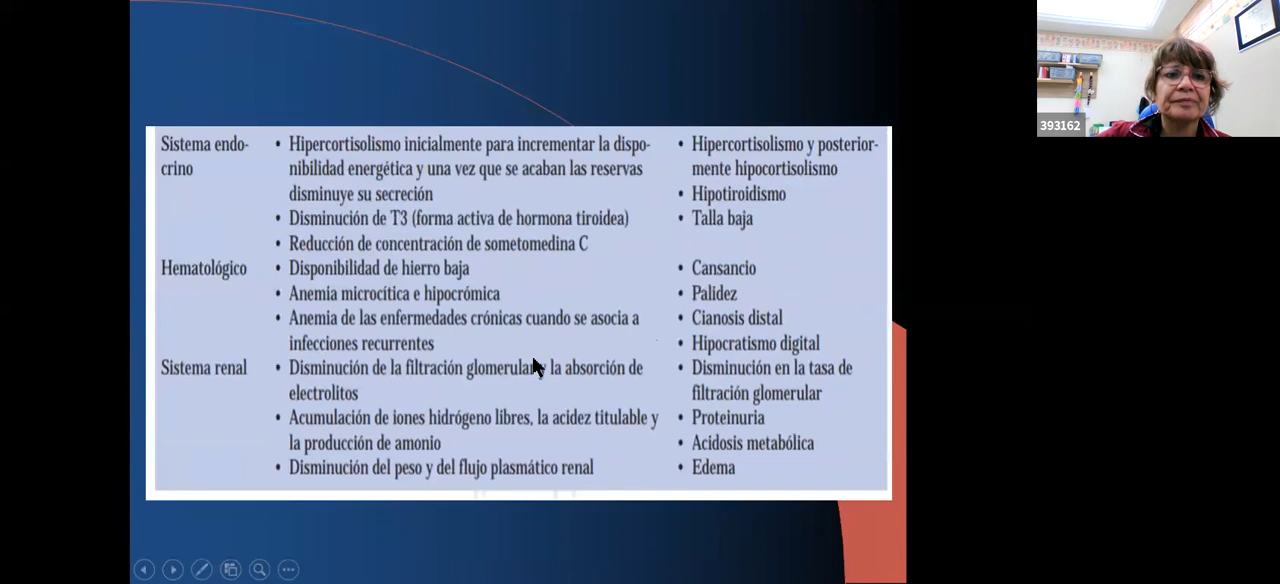 Sistema endo-
crino
• Hipercortisolismo inicialmente para incrementar la dispo-
nibilidad energética y una vez que se acaban las reservas
disminuye su secreción
• Disminución de T3 (forma activa de hormona tiroidea)
• Reducción de concentración de sometomedina C
• Hipercortisolismo y posterior-
mente hipocortisolismo
• Hipotiroidismo
• Talla baja
Hematológico
• Disponibilidad de hierro baja
• Anemia microcítica e hipocrómica
• Anemia de las enfermedades crónicas cuando se asocia a
infecciones recurrentes
• Cansancio
• Palidez
• Cianosis distal
• Hipocratismo digital
Sistema renal
• Disminución de la filtración glomerular y la absorción de
electrolitos
• Acumulación de iones hidrógeno libres, la acidez titulable y
la producción de amonio
• Disminución del peso y del flujo plasmático renal
• Disminución en la tasa de
filtración glomerular
• Proteinuria
• Acidosis metabólica
• Edema
393162